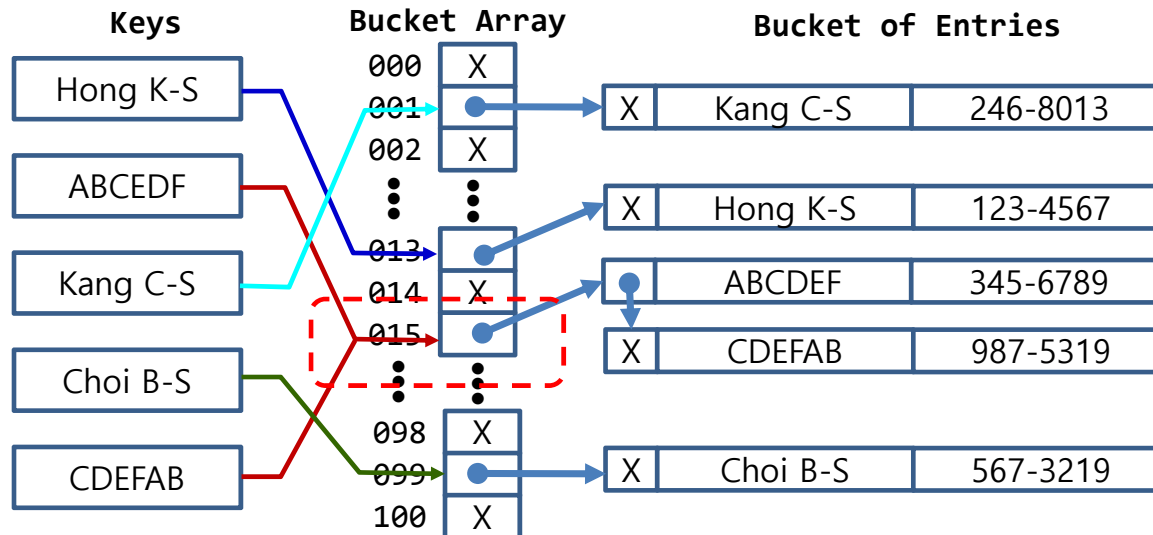 Keys
Bucket Array
Bucket of Entries
Hong K-S
ABCEDF
Kang C-S
Choi B-S
CDEFAB
000 X
001
002 X
013
014 X
015
098 X
099
100 X
X Kang C-S 246-8013
X Hong K-S 123-4567
ABCDEF 345-6789
X CDEFAB 987-5319
X Choi B-S 567-3219